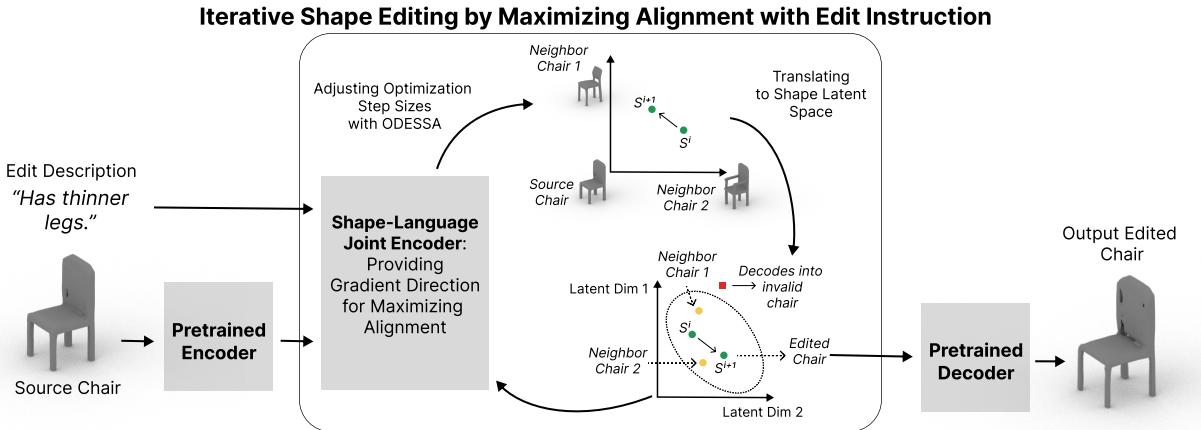 Iterative Shape Editing by Maximizing Alignment with Edit Instruction
Edit Description
“Has thinner
legs.”
Source Chair
Pretrained
Encoder
Shape-Language
Joint Encoder:
Providing
Gradient Direction
for Maximizing
Alignment
Adjusting Optimization
Step Sizes
with ODESSA
Neighbor
Chair 1
S^{i+1}
S^i
Source
Chair
Neighbor
Chair 2
Translating
to Shape Latent
Space
Neighbor
Chair 1
Decodes into
invalid
chair
Latent Dim 1
S^i
S^{i+1}
Neighbor
Chair 2
Edited
Chair
Latent Dim 2
Pretrained
Decoder
Output Edited
Chair